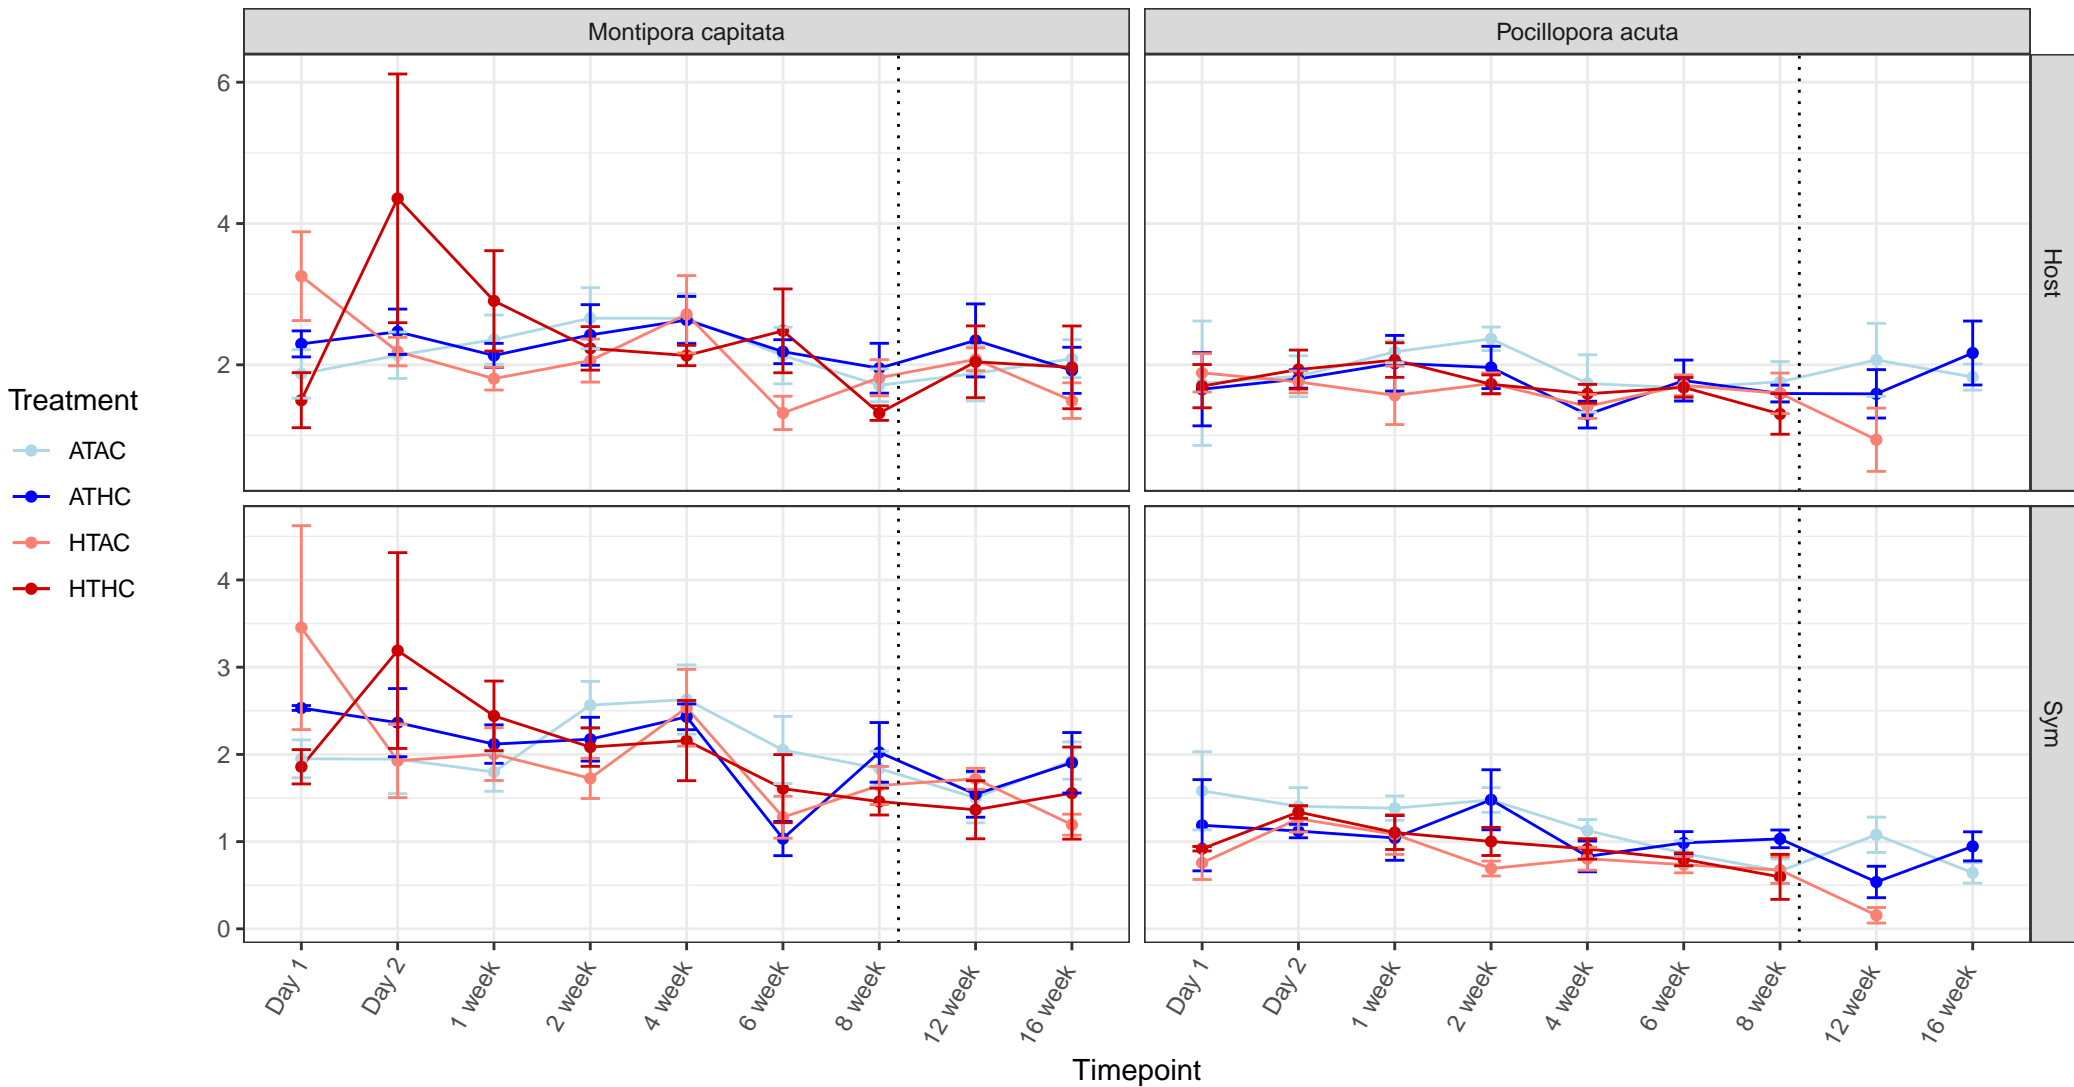 Montipora capitata
Pocillopora acuta
6
4
2
Host
4
3
2
1
0
Sym
Treatment
ATAC
ATHC
HTAC
HTHC
Day 1
Day 2
1 week
2 week
4 week
6 week
8 week
12 week
16 week
Day 1
Day 2
1 week
2 week
4 week
6 week
8 week
12 week
16 week
Timepoint